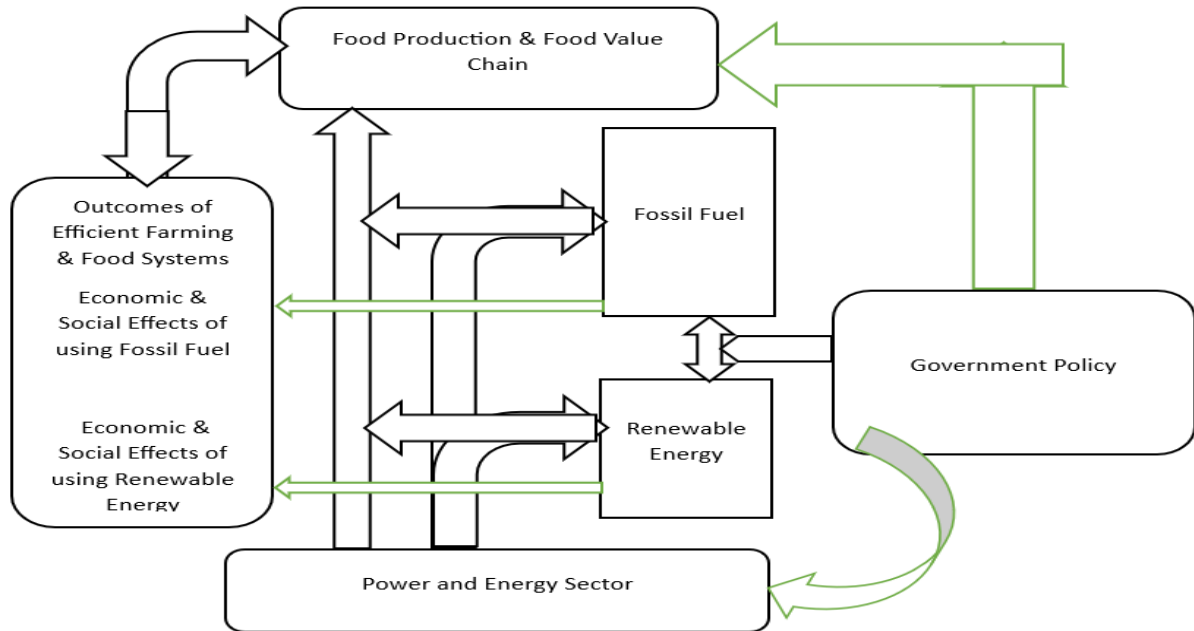 Food Production & Food Value
Chain
Fossil Fuel
Outcomes of
Efficient Farming
& Food Systems
Economic &
Social Effects of
using Fossil Fuel
Government Policy
Economic &
Social Effects of
using Renewable
Energy
Renewable
Energy
Power and Energy Sector